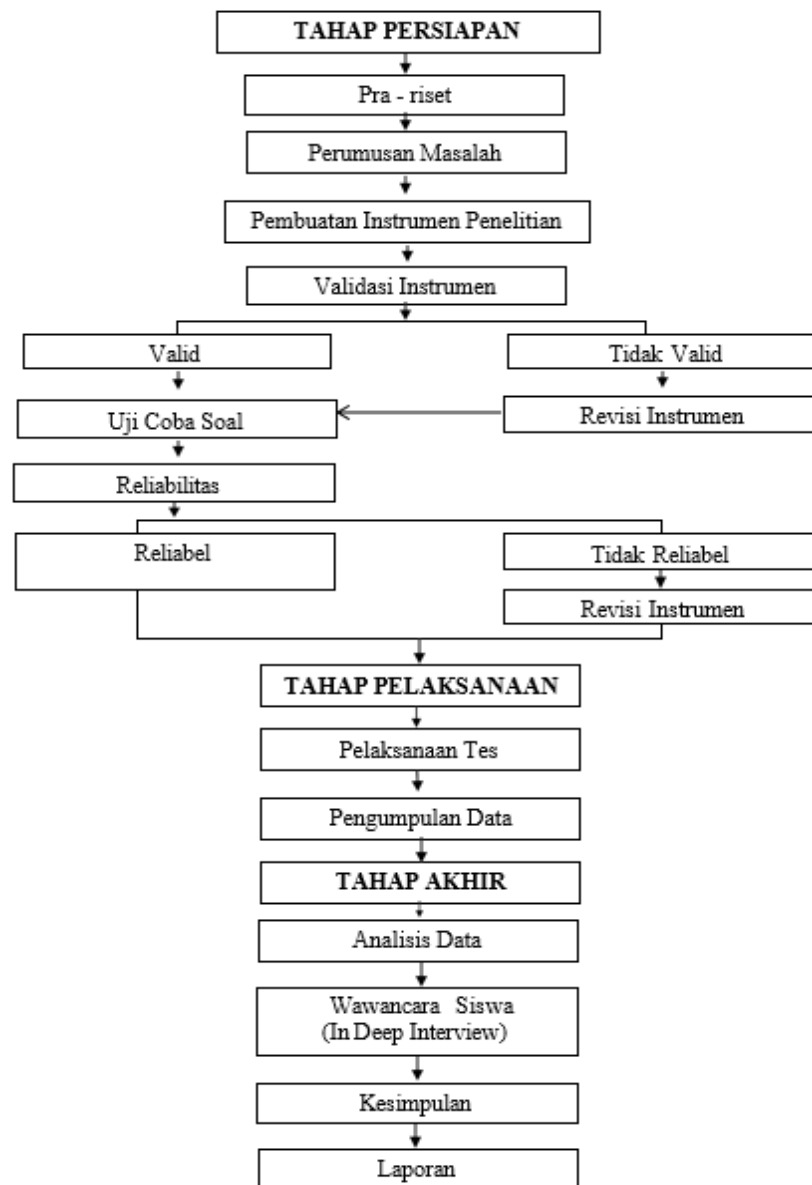 TAHAP PERSIAPAN
Pra - riset
Perumusan Masalah
Pembuatan Instrumen Penelitian
Validasi Instrumen
Valid
Tidak Valid
Uji Coba Soal
Revisi Instrumen
Reliabilitas
Reliabel
Tidak Reliabel
Revisi Instrumen
TAHAP PELAKSANAAN
Pelaksanaan Tes
Pengumpulan Data
TAHAP AKHIR
Analisis Data
Wawancara Siswa
(In Deep Interview)
Kesimpulan
Laporan